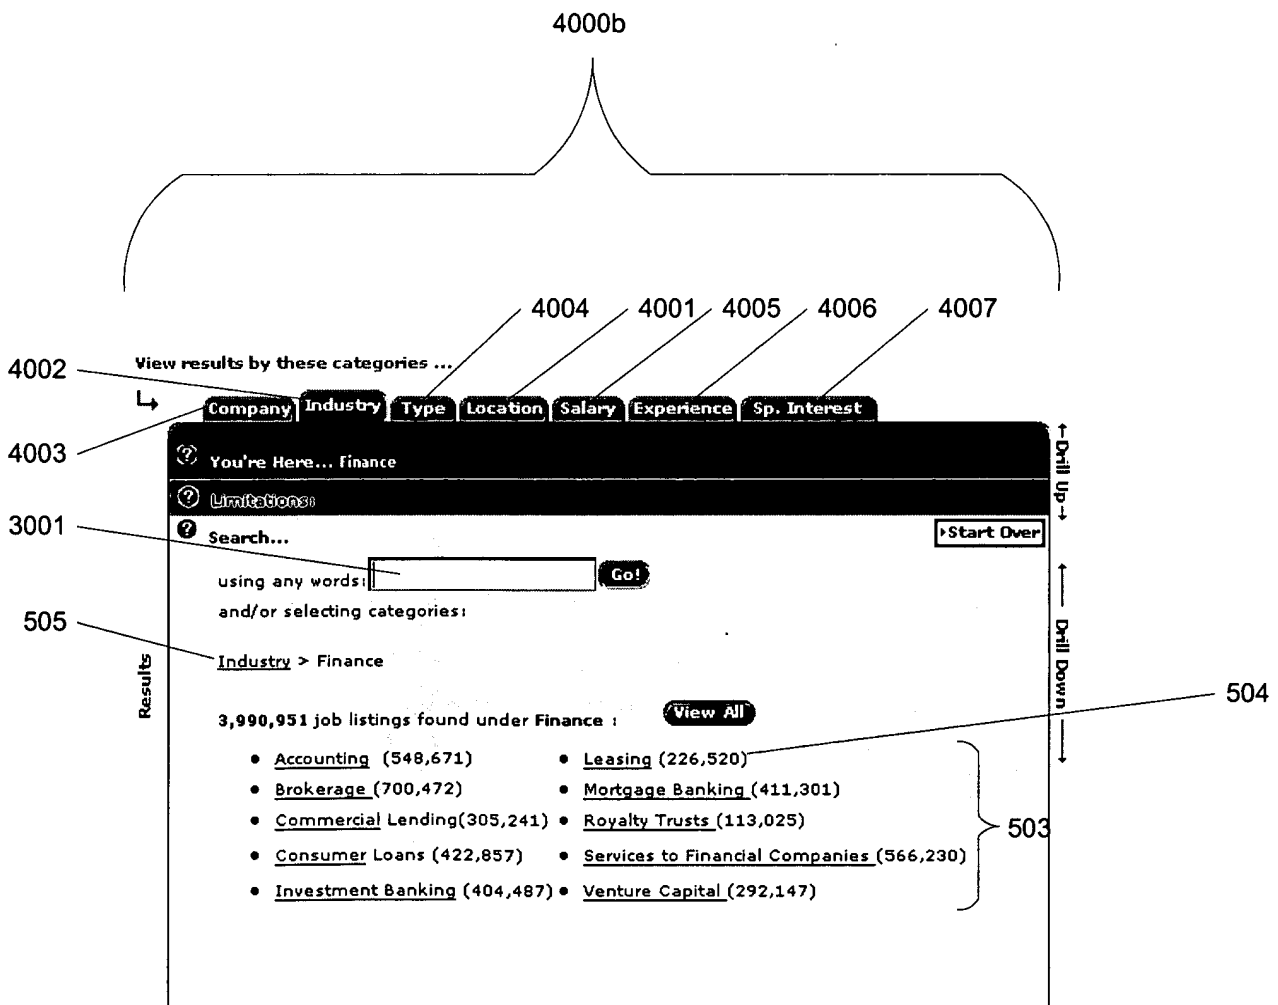 4000b
4004 4001 4005 4006 4007
View results by these categories ...
4002
Company Industry Type Location Salary Experience Sp. Interest
4003
? You're Here... Finance
Drill Up
? Limitations:
3001
? Search...
Start Over
using any words: Go!
and/or selecting categories:
505
Industry > Finance
Drill Down
Results
504
3,990,951 job listings found under Finance : View All
• Accounting (548,671) • Leasing (226,520)
• Brokerage (700,472) • Mortgage Banking (411,301)
• Commercial Lending(305,241) • Royalty Trusts (113,025)
503
• Consumer Loans (422,857) • Services to Financial Companies (566,230)
• Investment Banking (404,487) • Venture Capital (292,147)